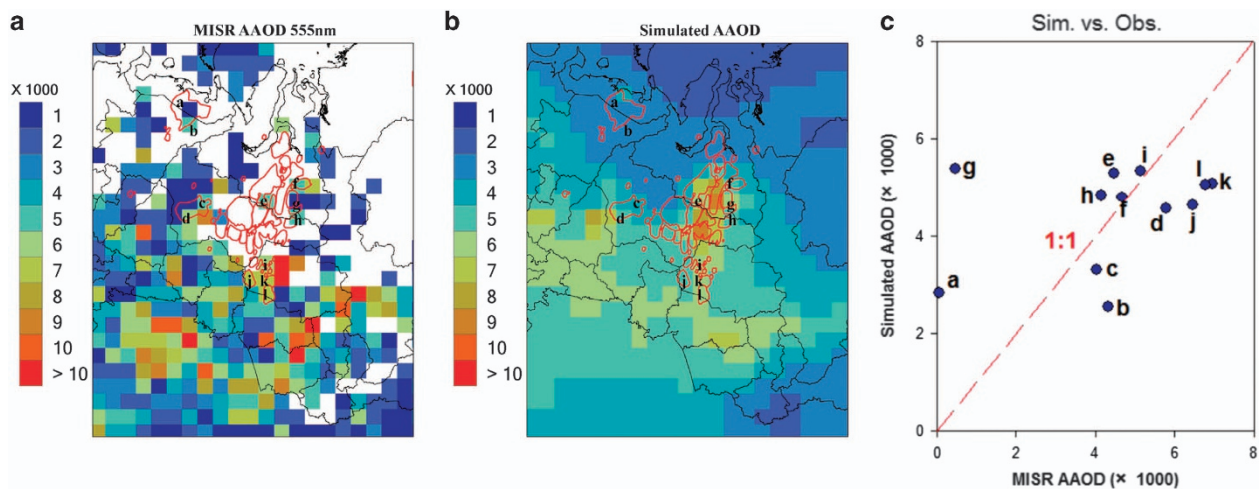 a
MISR AAOD 555nm
X 1000
1
2
3
4
5
6
7
8
9
10
> 10
a
b
c
d
e
f
g
h
i
j
k
l
b
Simulated AAOD
X 1000
1
2
3
4
5
6
7
8
9
10
> 10
a
b
c
d
e
f
g
h
i
j
k
l
c
Sim. vs. Obs.
Simulated AAOD (× 1000)
8
6
4
2
0
g
e
i
h
f
l
k
d
j
1:1
c
a
b
0 2 4 6 8
MISR AAOD (× 1000)